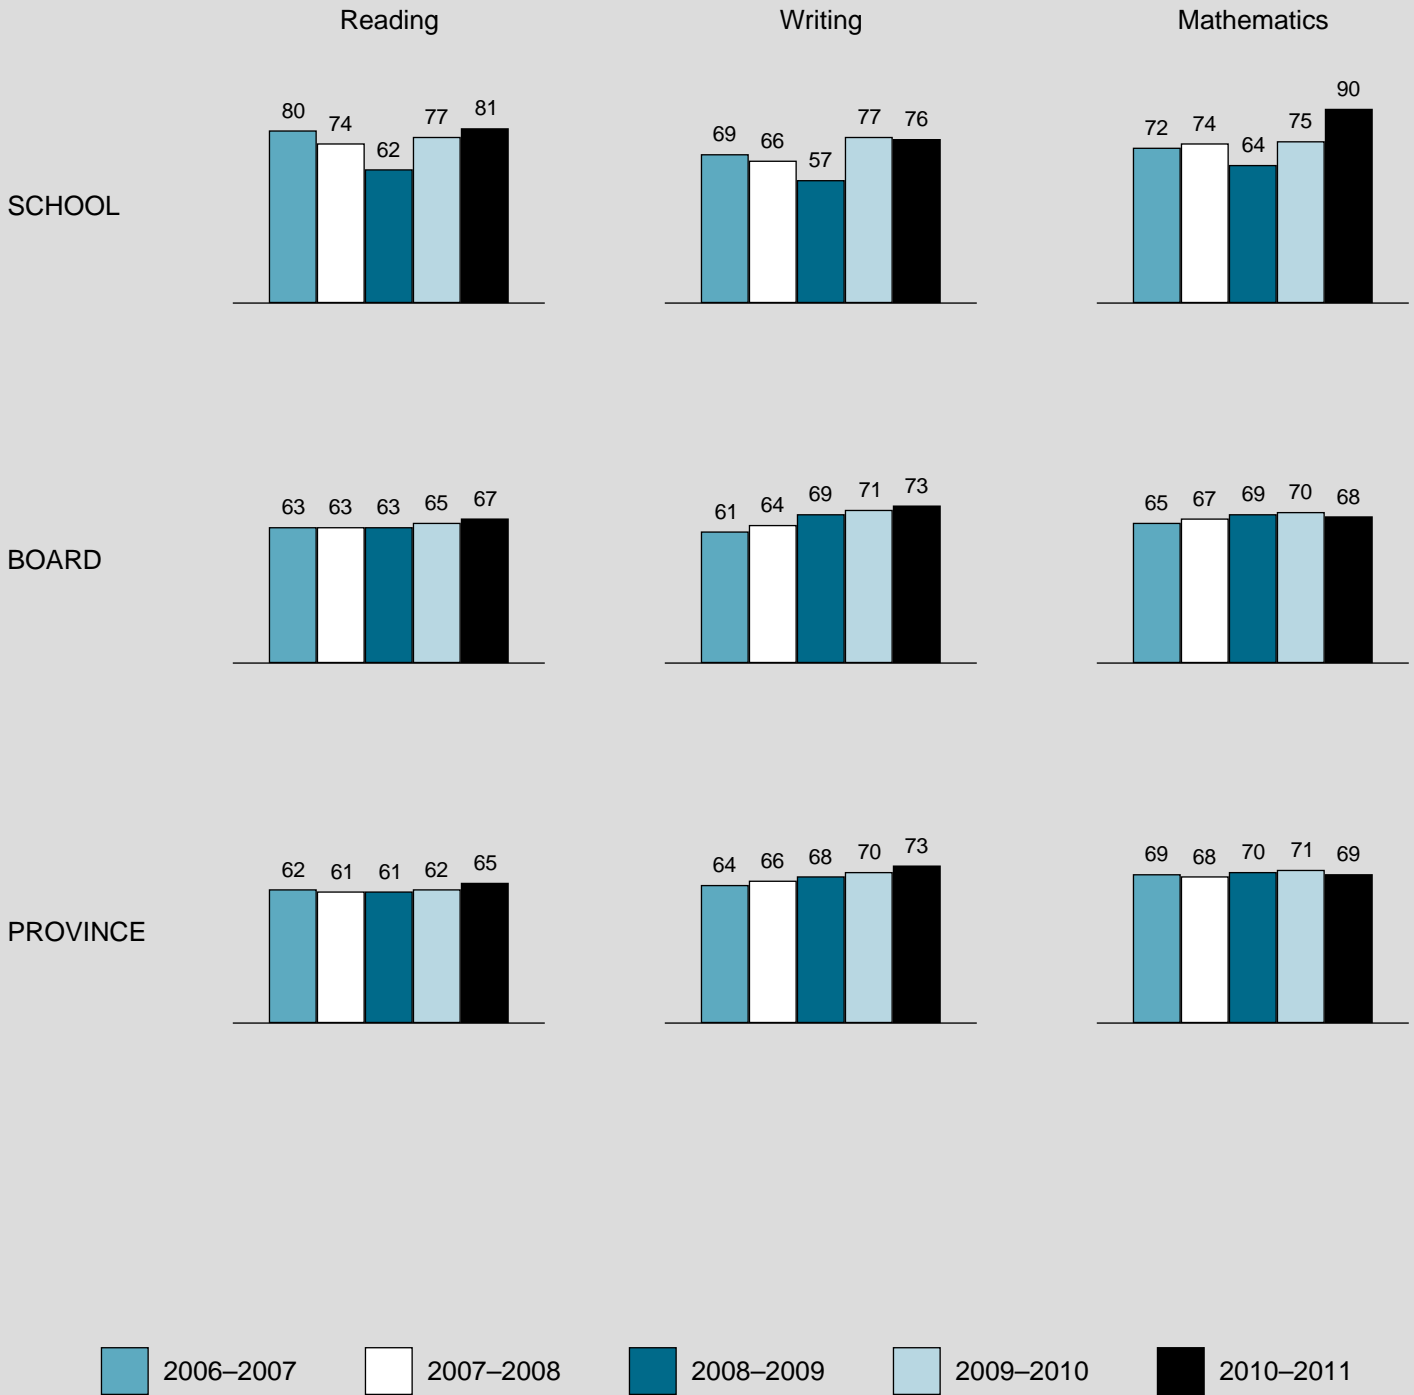 Reading Writing Mathematics
80 74 62 77 81 69 66 57 77 76 72 74 64 75 90
SCHOOL
63 63 63 65 67 61 64 69 71 73 65 67 69 70 68
BOARD
62 61 61 62 65 64 66 68 70 73 69 68 70 71 69
PROVINCE
2006–2007 2007–2008 2008–2009 2009–2010 2010–2011